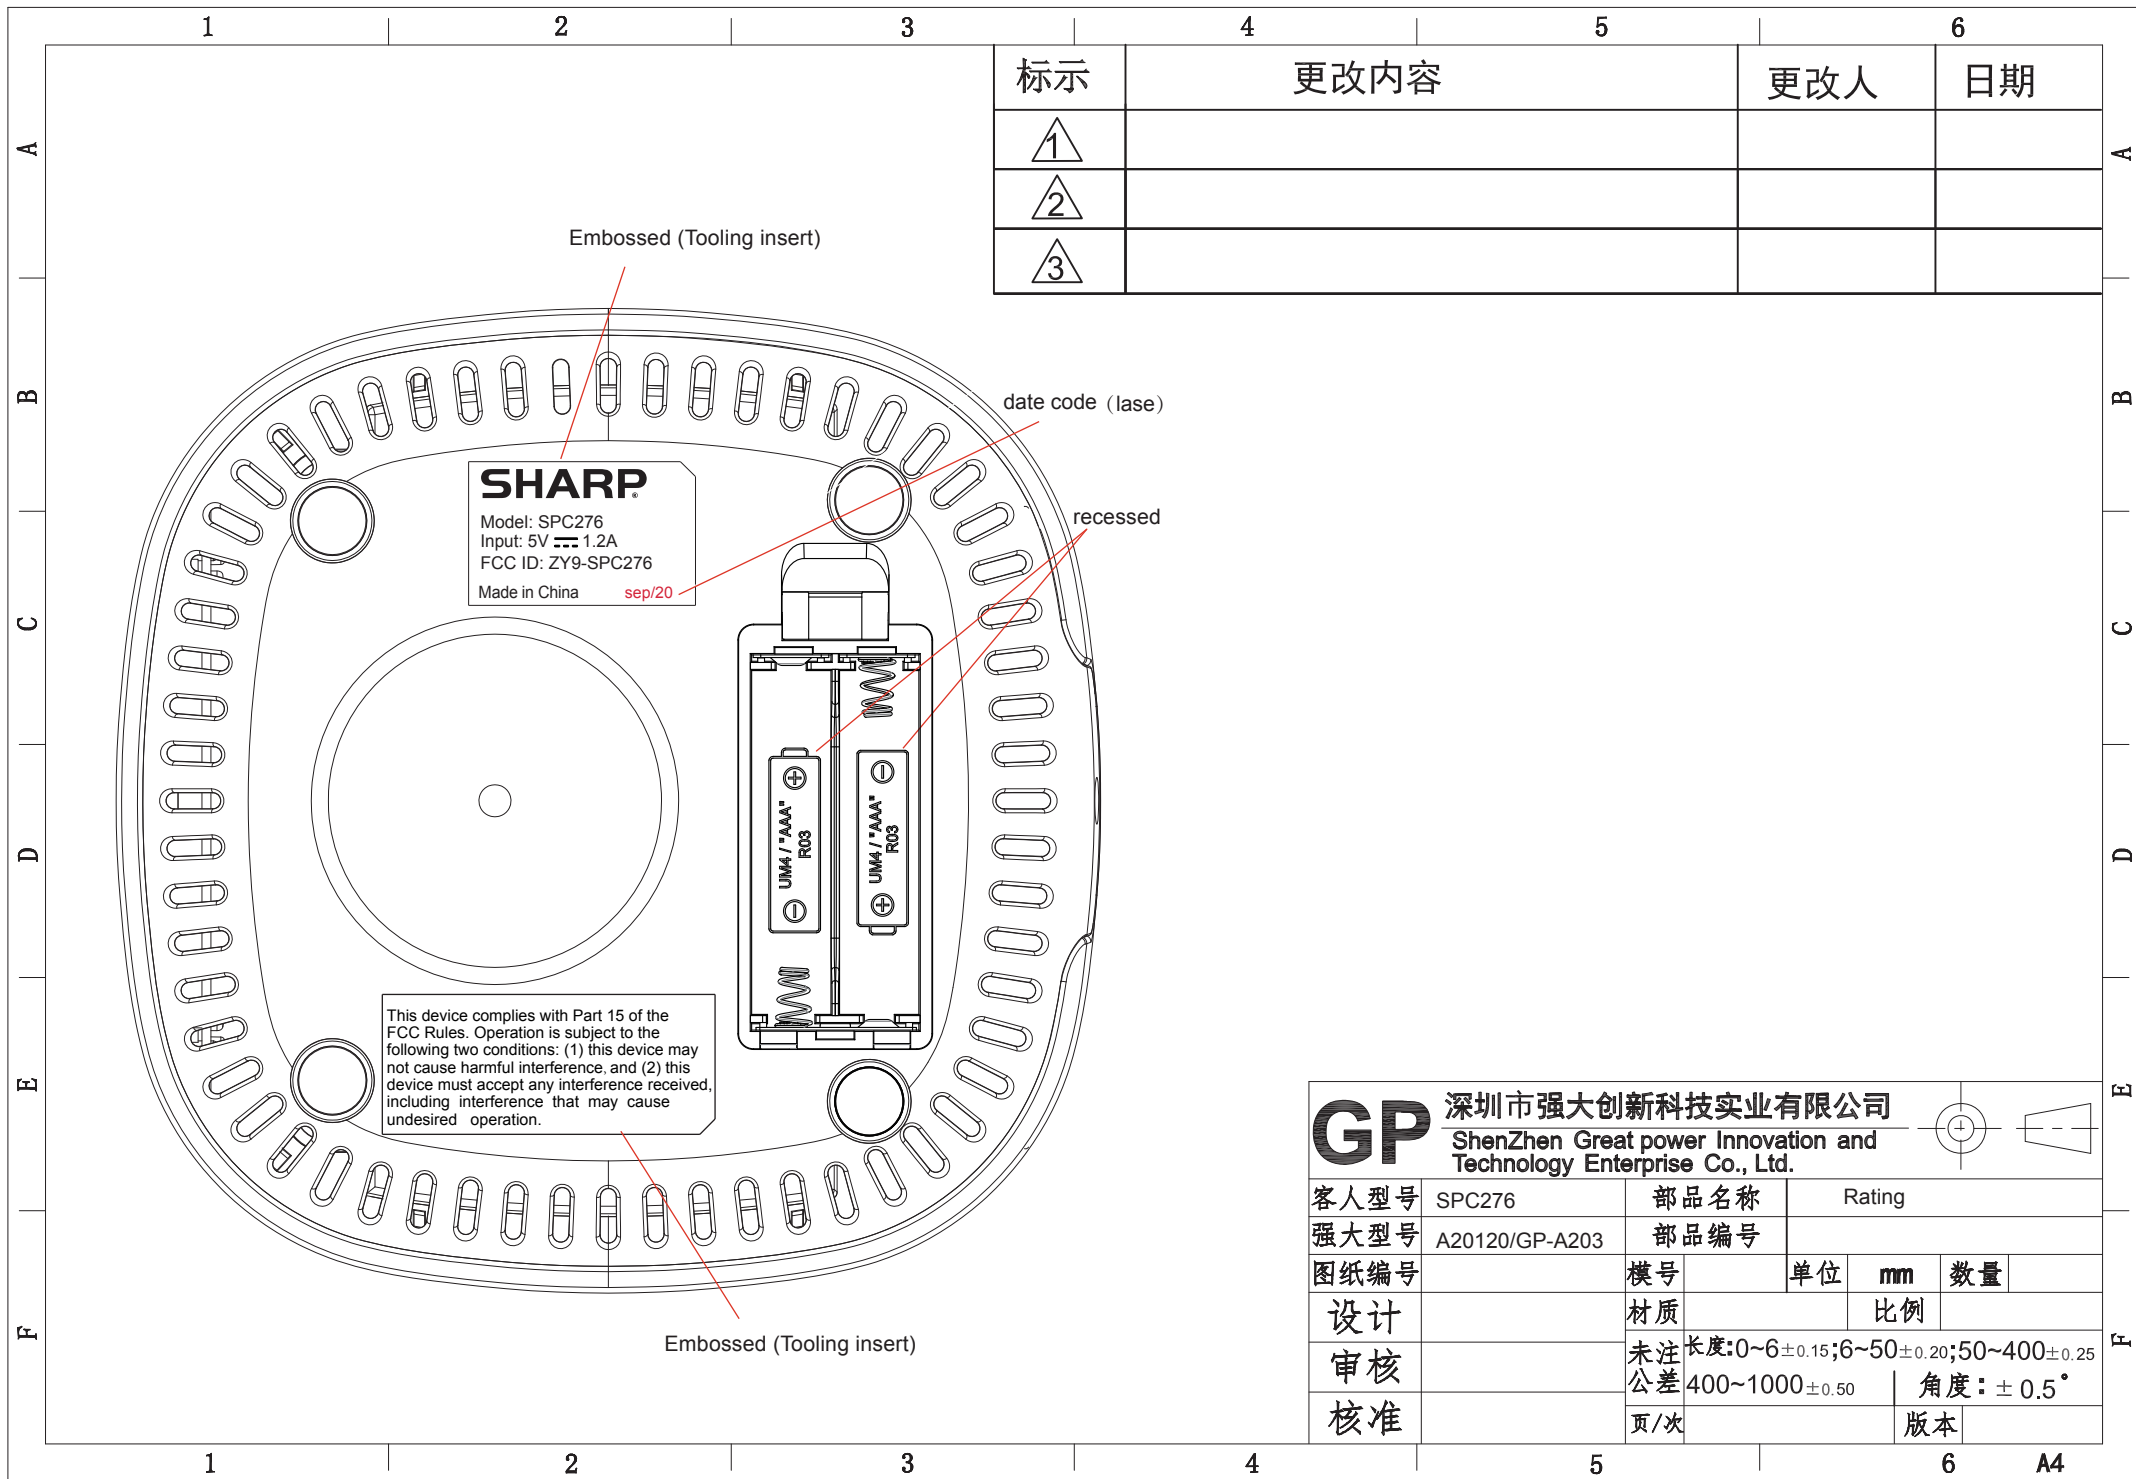 1 2 3 4 5 6
标示 更改内容 更改人 日期
1
2
3
A A
B B
C C
D D
E E
F F
Embossed (Tooling insert)
date code (lase)
recessed
SHARP®
Model: SPC276
Input: 5V ⎓ 1.2A
FCC ID: ZY9-SPC276
Made in China sep/20
+ UM4 / "AAA" R03 −
− UM4 / "AAA" R03 +
This device complies with Part 15 of the
FCC Rules. Operation is subject to the
following two conditions: (1) this device may
not cause harmful interference, and (2) this
device must accept any interference received,
including interference that may cause
undesired operation.
Embossed (Tooling insert)
GP 深圳市强大创新科技实业有限公司
ShenZhen Great power Innovation and
Technology Enterprise Co., Ltd.
客人型号 SPC276 部品名称 Rating
强大型号 A20120/GP-A203 部品编号
图纸编号 模号 单位 mm 数量
设计 材质 比例
审核 未注公差 长度:0~6±0.15;6~50±0.20;50~400±0.25
400~1000±0.50 角度:±0.5°
核准 页/次 版本
1 2 3 4 5 6 A4